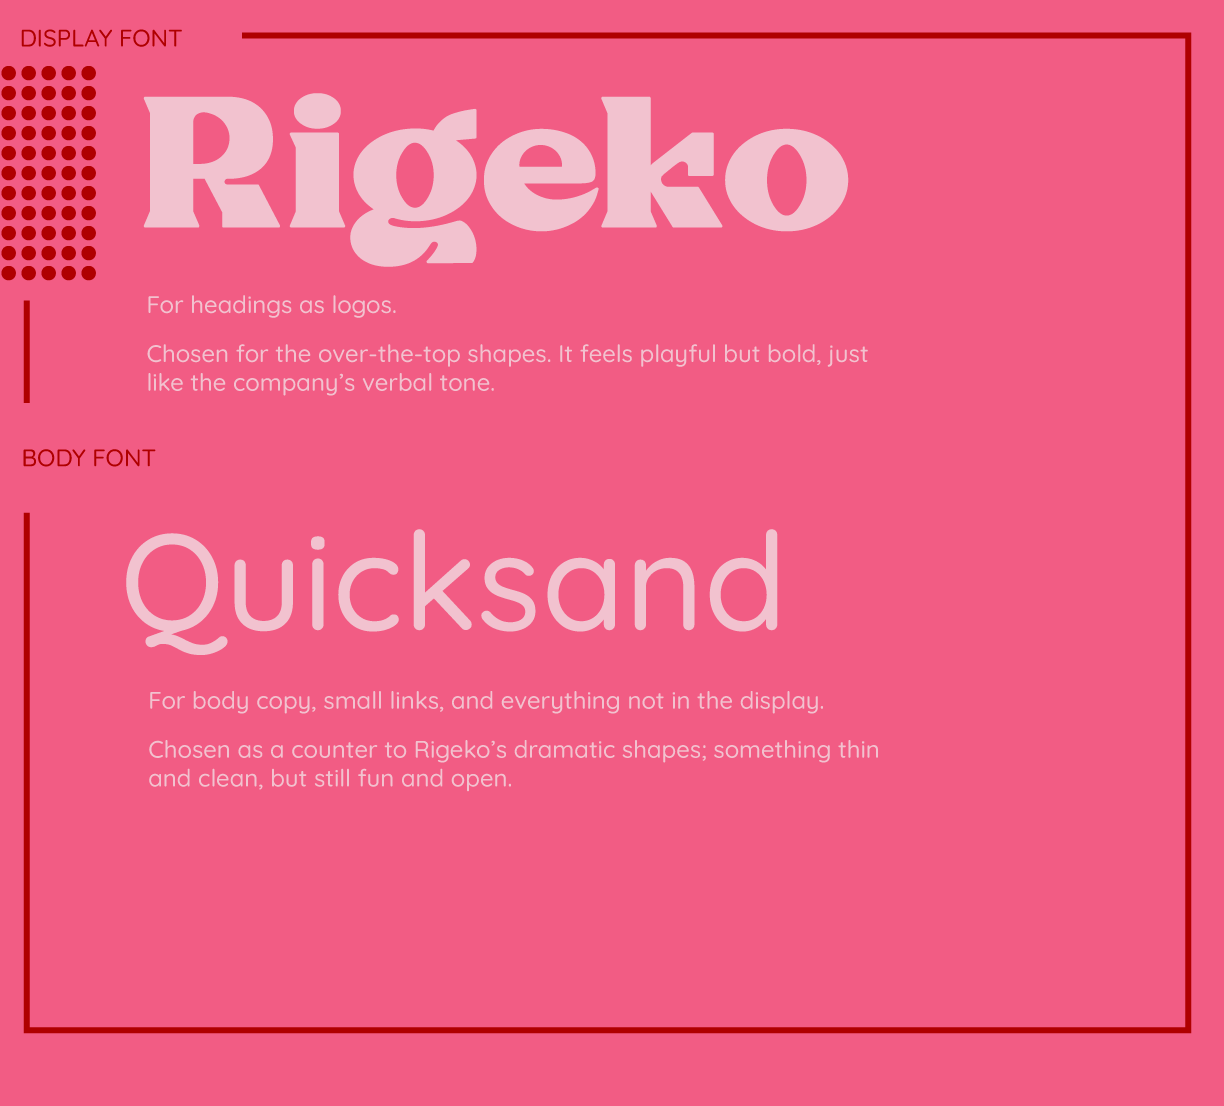 DISPLAY FONT
Rigeko
For headings as logos.
Chosen for the over-the-top shapes. It feels playful but bold, just
like the company’s verbal tone.
BODY FONT
Quicksand
For body copy, small links, and everything not in the display.
Chosen as a counter to Rigeko’s dramatic shapes; something thin
and clean, but still fun and open.